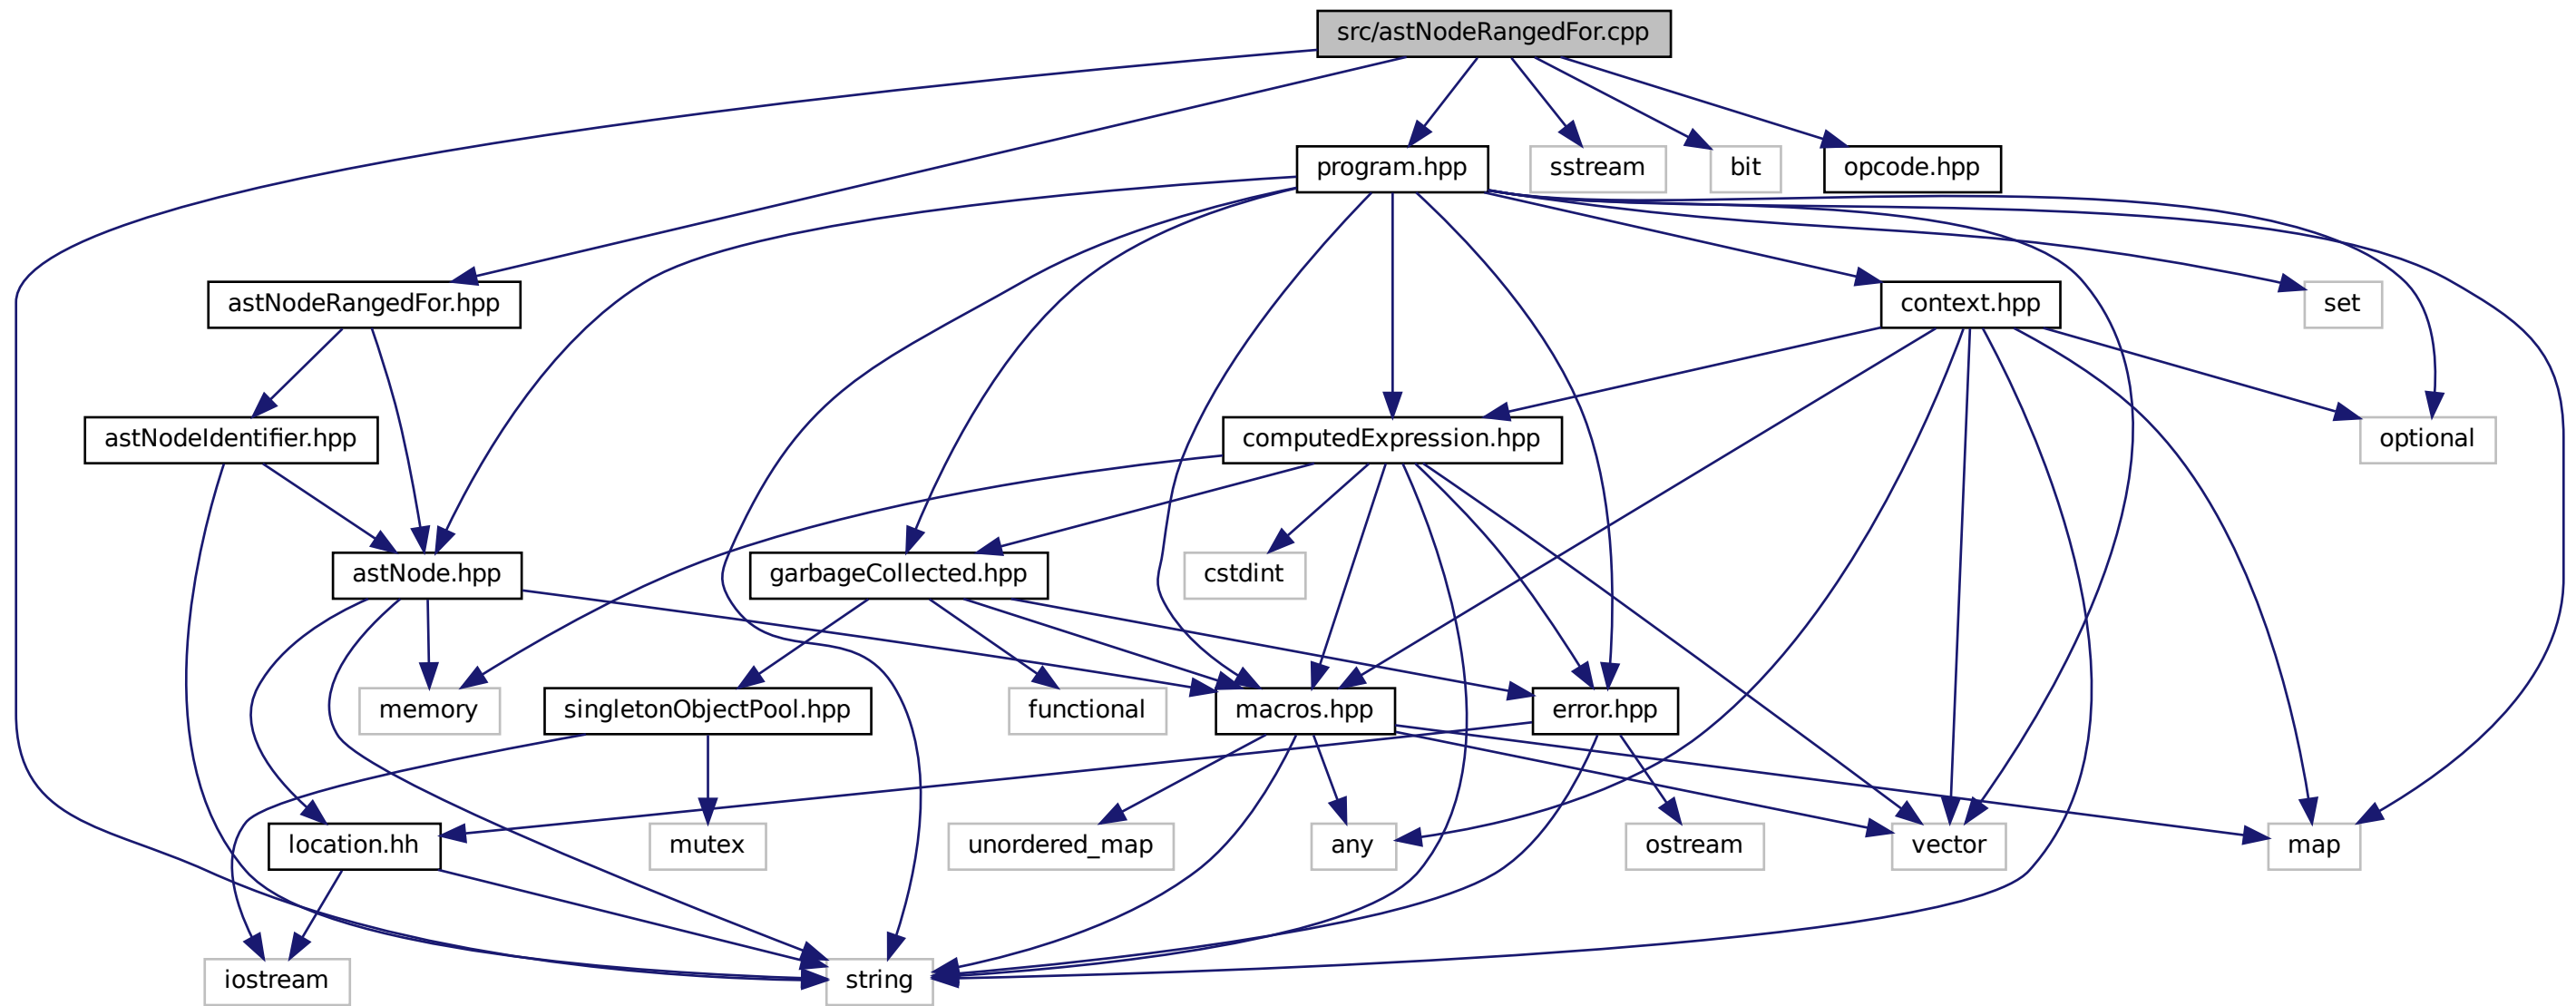 src/astNodeRangedFor.cpp
program.hpp
sstream
bit
opcode.hpp
astNodeRangedFor.hpp
context.hpp
set
astNodeIdentifier.hpp
computedExpression.hpp
optional
astNode.hpp
garbageCollected.hpp
cstdint
memory
singletonObjectPool.hpp
functional
macros.hpp
error.hpp
location.hh
mutex
unordered_map
any
ostream
vector
map
iostream
string